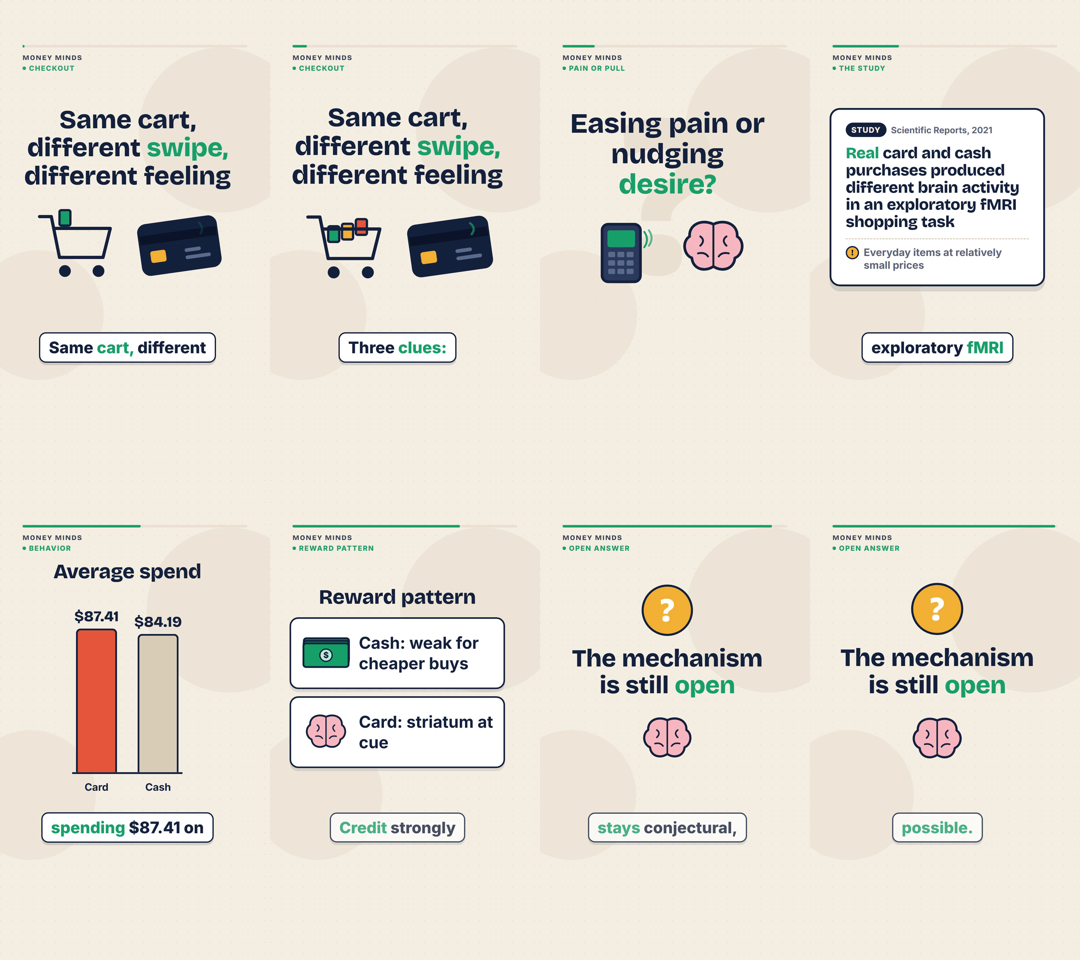 MONEY MINDS
CHECKOUT
Same cart,
different swipe,
different feeling
Same cart, different
MONEY MINDS
CHECKOUT
Same cart,
different swipe,
different feeling
Three clues:
MONEY MINDS
PAIN OR PULL
Easing pain or
nudging
desire?
MONEY MINDS
THE STUDY
STUDY Scientific Reports, 2021
Real card and cash
purchases produced
different brain activity
in an exploratory fMRI
shopping task
! Everyday items at relatively
small prices
exploratory fMRI
MONEY MINDS
BEHAVIOR
Average spend
$87.41 $84.19
Card Cash
spending $87.41 on
MONEY MINDS
REWARD PATTERN
Reward pattern
$
Cash: weak for
cheaper buys
Card: striatum at
cue
Credit strongly
MONEY MINDS
OPEN ANSWER
?
The mechanism
is still open
stays conjectural,
MONEY MINDS
OPEN ANSWER
?
The mechanism
is still open
possible.